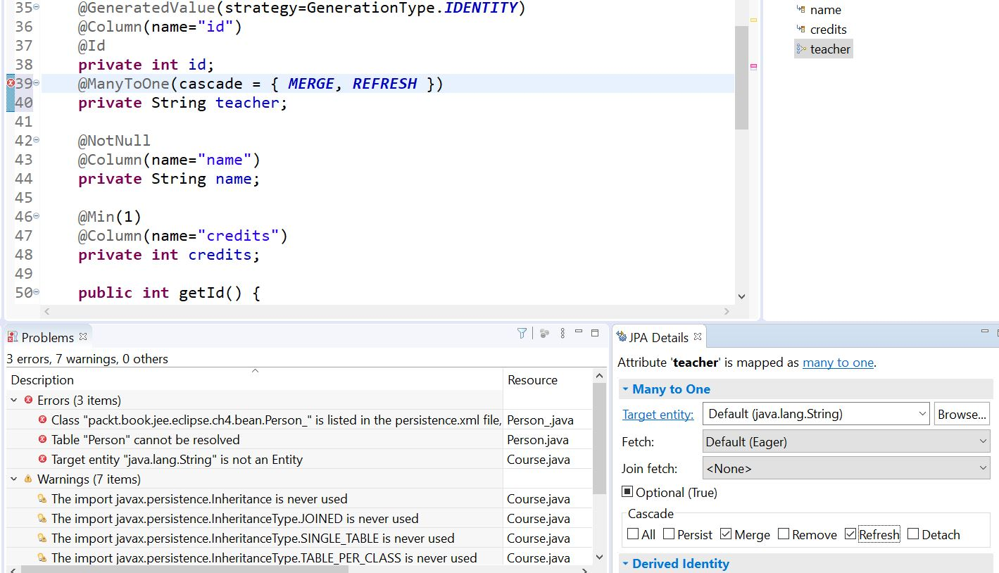 35 @GeneratedValue(strategy=GenerationType.IDENTITY)
36 @Column(name="id")
37 @Id
38 private int id;
39 @ManyToOne(cascade = { MERGE, REFRESH })
40 private String teacher;
41
42 @NotNull
43 @Column(name="name")
44 private String name;
45
46 @Min(1)
47 @Column(name="credits")
48 private int credits;
49
50 public int getId() {
name
credits
teacher
Problems
3 errors, 7 warnings, 0 others
Description Resource
Errors (3 items)
Class "packt.book.jee.eclipse.ch4.bean.Person_" is listed in the persistence.xml file, Person_.java
Table "Person" cannot be resolved Person.java
Target entity "java.lang.String" is not an Entity Course.java
Warnings (7 items)
The import javax.persistence.Inheritance is never used Course.java
The import javax.persistence.InheritanceType.JOINED is never used Course.java
The import javax.persistence.InheritanceType.SINGLE_TABLE is never used Course.java
The import javax.persistence.InheritanceType.TABLE_PER_CLASS is never used Course.java
JPA Details
Attribute 'teacher' is mapped as many to one.
Many to One
Target entity: Default (java.lang.String) Browse...
Fetch: Default (Eager)
Join fetch: <None>
Optional (True)
Cascade
All Persist Merge Remove Refresh Detach
Derived Identity